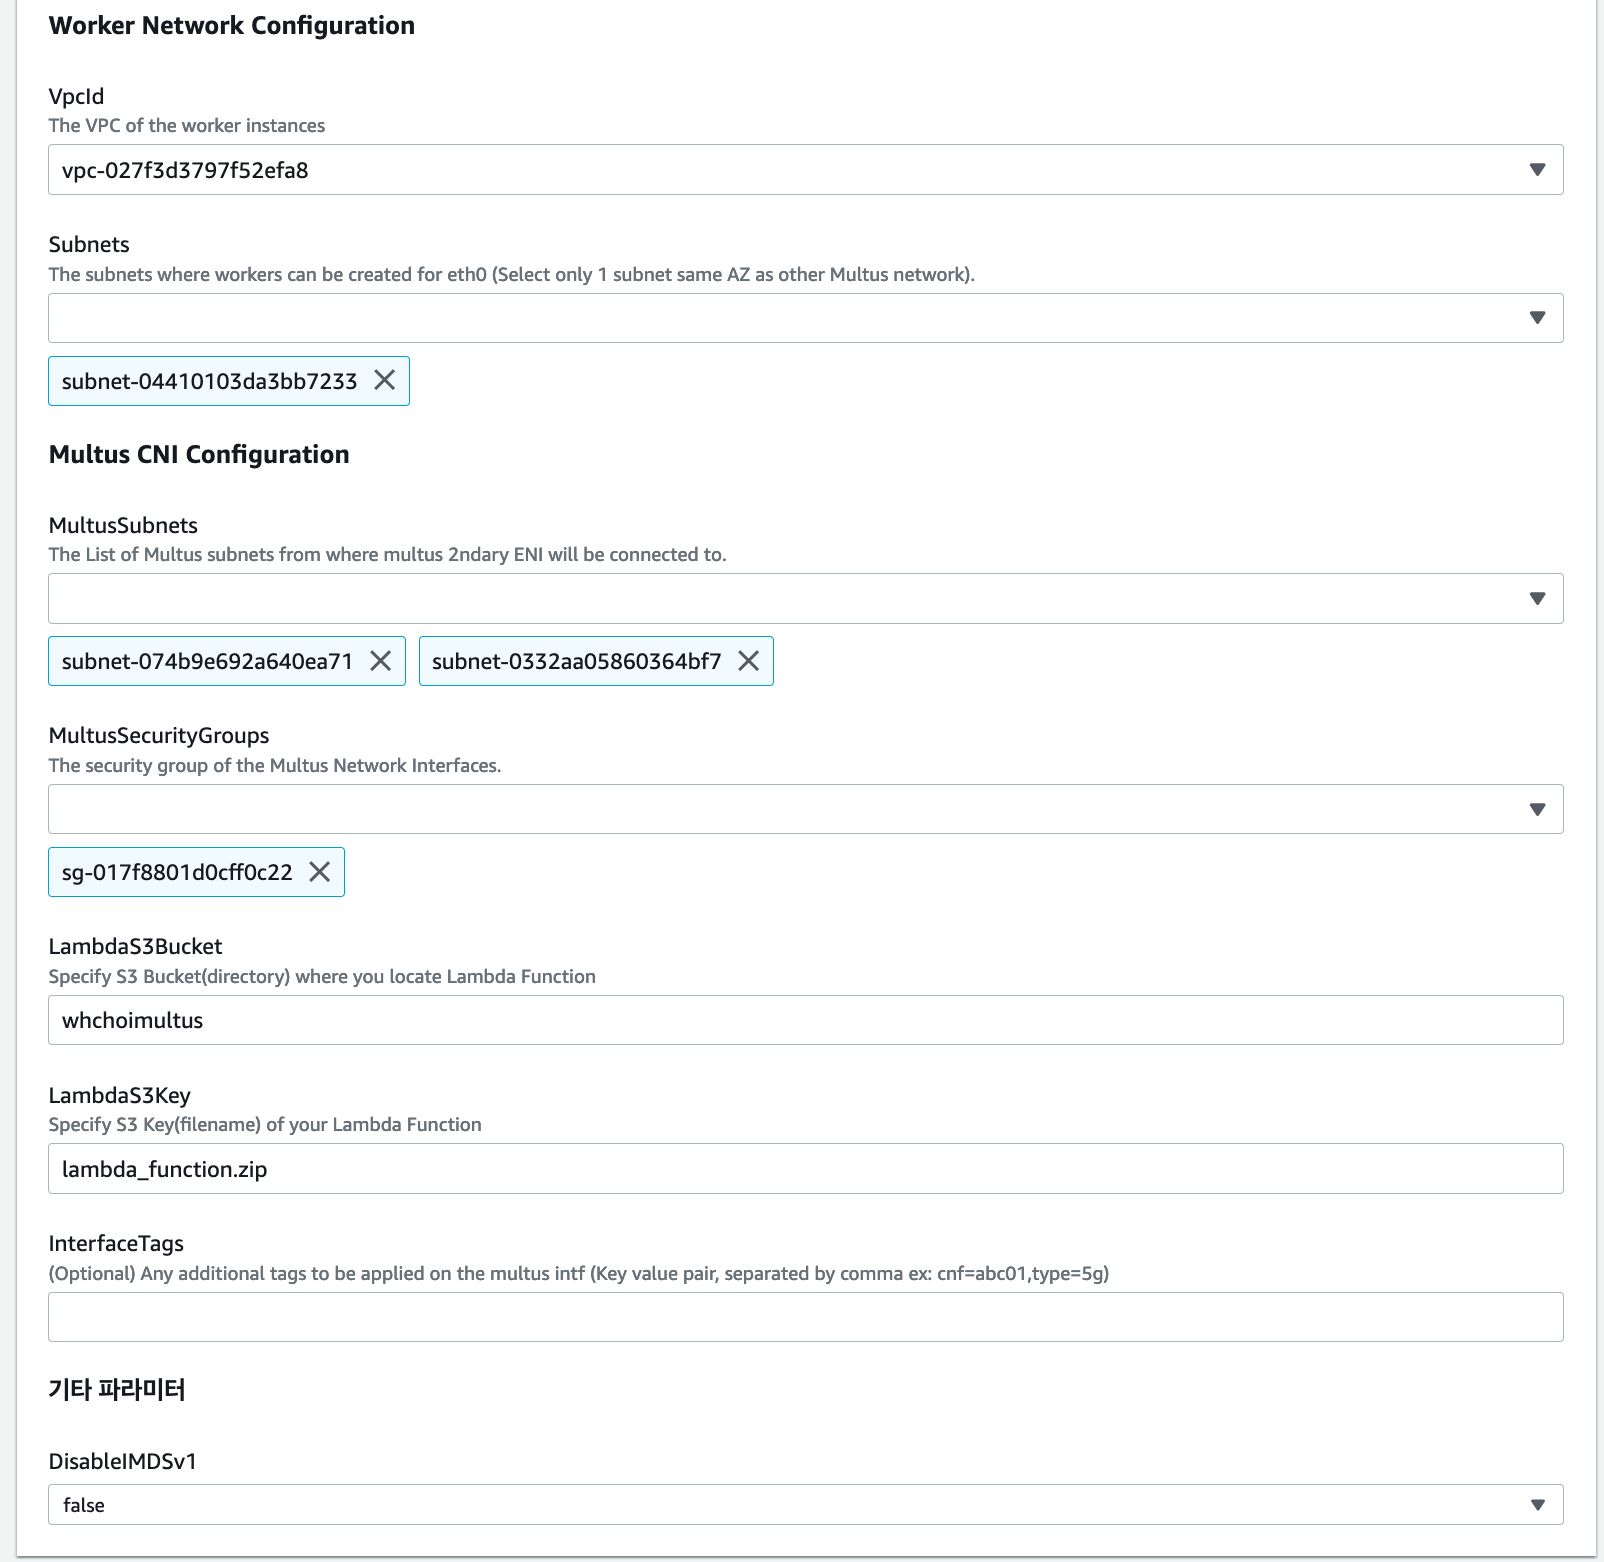 Worker Network Configuration
VpcId
The VPC of the worker instances
vpc-027f3d3797f52efa8
Subnets
The subnets where workers can be created for eth0 (Select only 1 subnet same AZ as other Multus network).
subnet-04410103da3bb7233
Multus CNI Configuration
MultusSubnets
The List of Multus subnets from where multus 2ndary ENI will be connected to.
subnet-074b9e692a640ea71 subnet-0332aa05860364bf7
MultusSecurityGroups
The security group of the Multus Network Interfaces.
sg-017f8801d0cff0c22
LambdaS3Bucket
Specify S3 Bucket(directory) where you locate Lambda Function
whchoimultus
LambdaS3Key
Specify S3 Key(filename) of your Lambda Function
lambda_function.zip
InterfaceTags
(Optional) Any additional tags to be applied on the multus intf (Key value pair, separated by comma ex: cnf=abc01,type=5g)
기타 파라미터
DisableIMDSv1
false